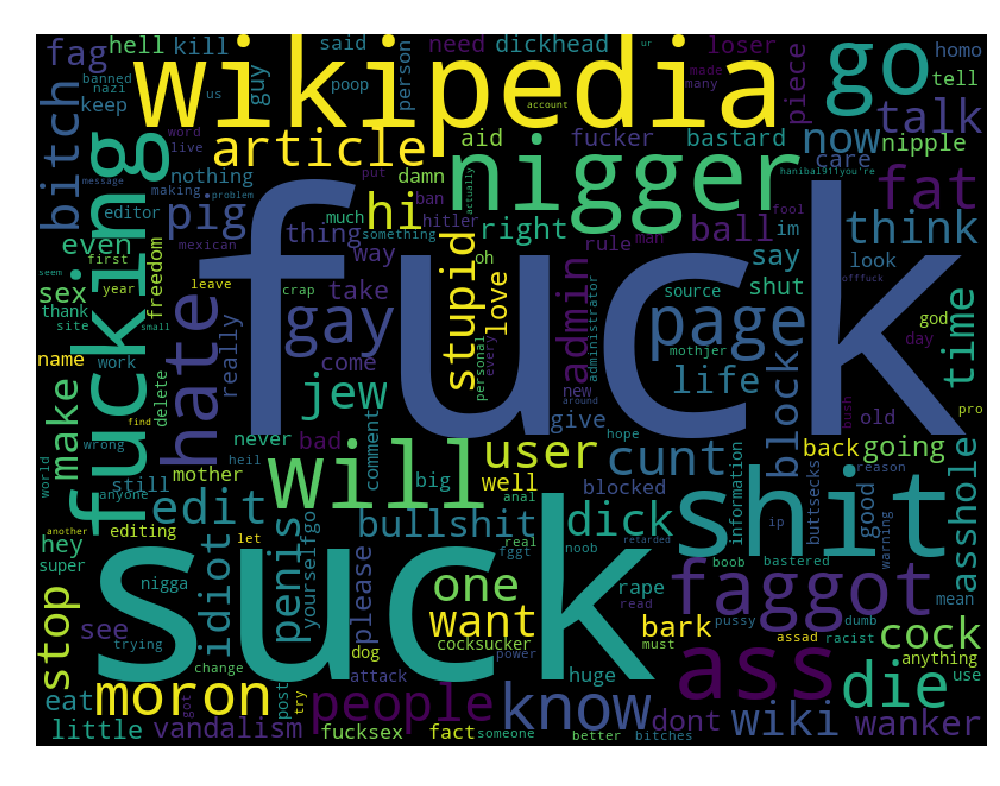 fag hell kill said need dickhead ur loser homo
banned nazi us guy poop person made many piece go tell
keep wikipedia account talk
bitch fucking word live article aid fucker bastard now nipple
message nothing put damn nigger care hanibal911you're
making problem ban actually fat
editor pig much hi hitler right ball fool im think
even mexican thing something stupid rule man say look
first way oh love admin offfuck
seem sex year freedom leave crap take source shut god time
thank small hate gay personal every administrator page day
site fuck
name work really come mothjer life block bush pro
make delete jew new around give old
find never bad user hope back going
wrong heil comment cunt reason
world still mother big well blocked information buttsecks good asshole
anyone edit anal dick shit
another editing let bullshit real ip warning
hey idiot penis yourselfgo fggt noob retarded boob bastered
super nigga please suck one rape faggot mean
stop see want read bark pussy dumb cock
trying dog cocksucker must assad racist anything
change attack power huge ass die use
eat moron got post try people know dont wiki wanker
little vandalism fucksex fact someone better bitches